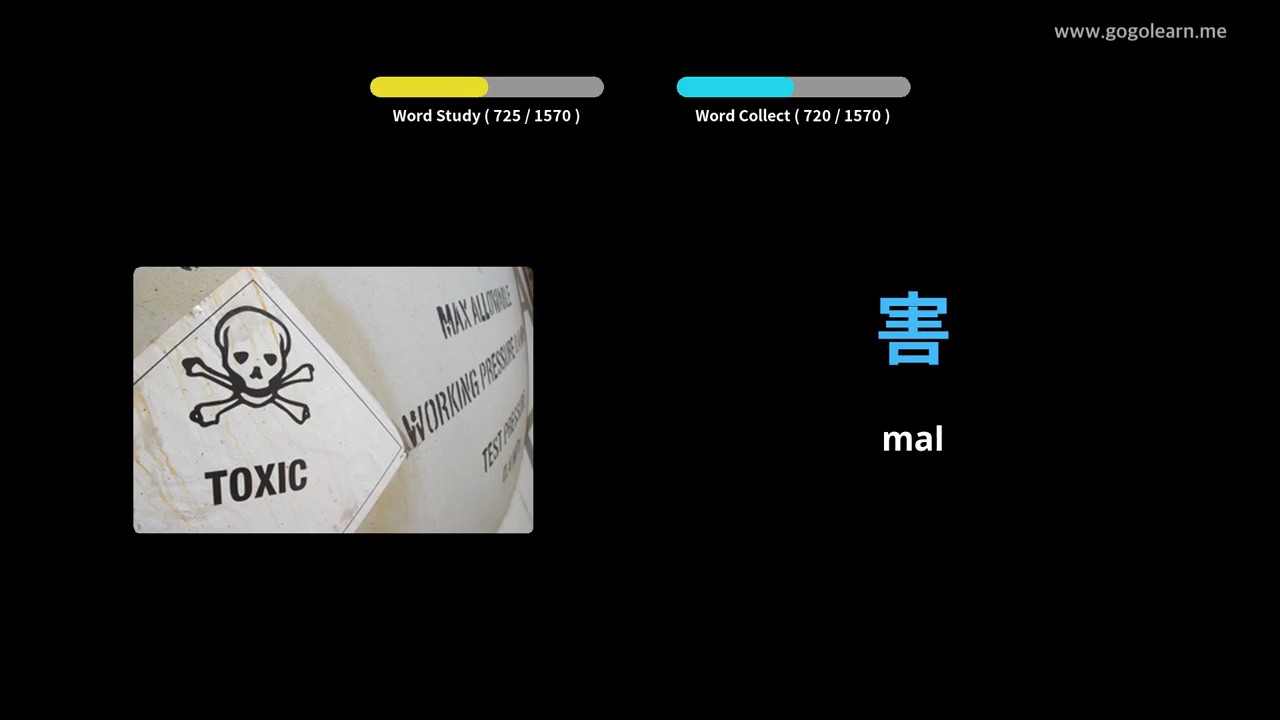 www.gogolearn.me
Word Study ( 725 / 1570 )
Word Collect ( 720 / 1570 )
MAX ALLOWABLE
WORKING PRESSURE
TEST PRESSURE
TOXIC
害
mal